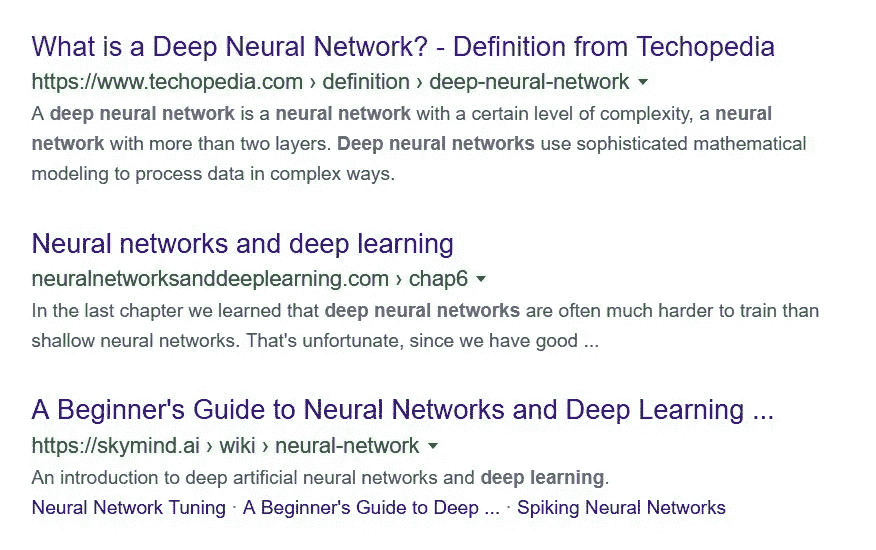 What is a Deep Neural Network? - Definition from Techopedia
https://www.techopedia.com › definition › deep-neural-network
A deep neural network is a neural network with a certain level of complexity, a neural
network with more than two layers. Deep neural networks use sophisticated mathematical
modeling to process data in complex ways.
Neural networks and deep learning
neuralnetworksanddeeplearning.com › chap6
In the last chapter we learned that deep neural networks are often much harder to train than
shallow neural networks. That's unfortunate, since we have good ...
A Beginner's Guide to Neural Networks and Deep Learning ...
https://skymind.ai › wiki › neural-network
An introduction to deep artificial neural networks and deep learning.
Neural Network Tuning · A Beginner's Guide to Deep ... · Spiking Neural Networks